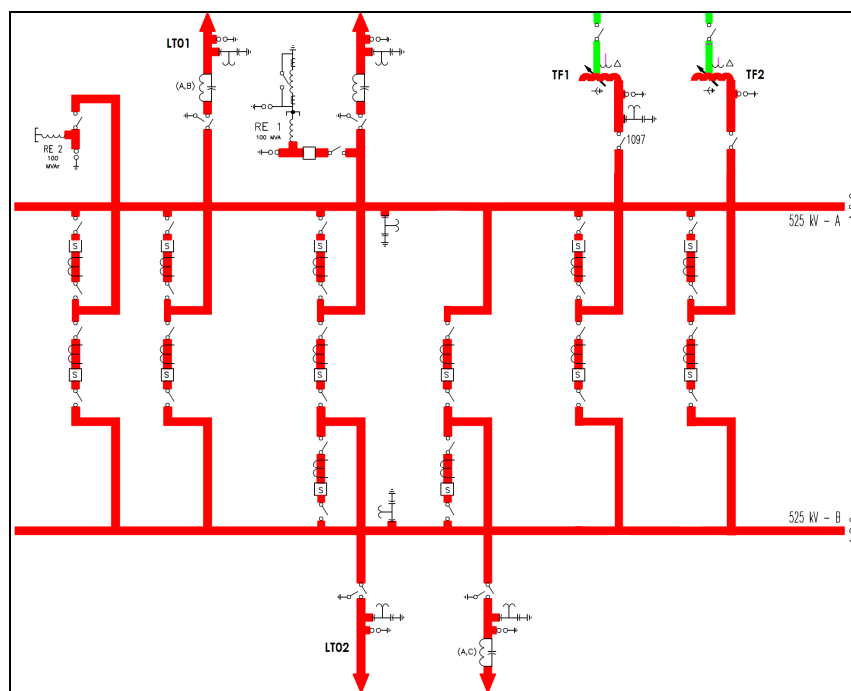 LT01
TF1
TF2
(A,B)
RE 1
100 MVA
1097
RE 2
100
MVAr
525 kV - A
S
S
S
S
S
S
S
S
S
S
S
S
S
525 kV - B
LT02
(A,C)